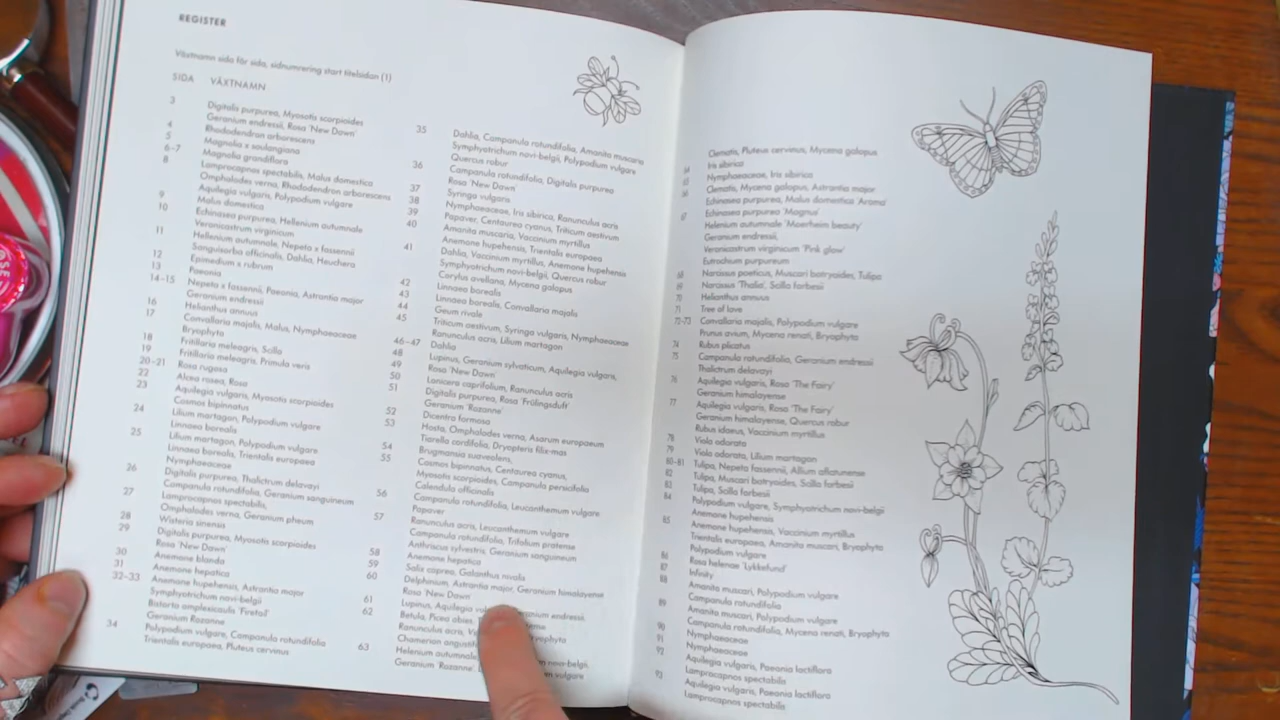 REGISTER
Växtnamn sida för sida, sidnumrering start titelsidan (1)
SIDA VÄXTNAMN
3 Digitalis purpurea, Myosotis scorpioides
4 Geranium endressii, Rosa 'New Dawn'
5 Rhododendron arborescens
6-7 Magnolia x soulangiana
8 Magnolia grandiflora
Lamprocapnos spectabilis, Malus domestica
Omphalodes verna, Rhododendron arborescens
9 Aquilegia vulgaris, Polypodium vulgare
10 Malus domestica
Echinacea purpurea, Hellenium autumnale
11 Veronicastrum virginicum
Hellenium autumnale, Nepeta x fassennii
12 Sanguisorba officinalis, Dahlia, Heuchera
13 Epimedium x rubrum
14-15 Paeonia
Nepeta x fassennii, Paeonia, Astrantia major
16 Geranium endressii
17 Helianthus annuus
Convallaria majalis, Malus, Nymphaeaceae
18 Bryophyta
19 Fritillaria meleagris, Scilla
20-21 Fritillaria meleagris, Primula veris
22 Rosa rugosa
23 Alcea rosea, Rosa
Aquilegia vulgaris, Myosotis scorpioides
24 Cosmos bipinnatus
Lilium martagon, Polypodium vulgare
25 Linnaea borealis
Lilium martagon, Polypodium vulgare
Linnaea borealis, Trientalis europaea
26 Nymphaeaceae
Digitalis purpurea, Thalictrum delavayi
27 Campanula rotundifolia, Geranium sanguineum
Lamprocapnos spectabilis,
28 Omphalodes verna, Geranium pheum
29 Wisteria sinensis
Digitalis purpurea, Myosotis scorpioides
30 Rosa 'New Dawn'
31 Anemone blanda
32-33 Anemone hepatica
Anemone hupehensis, Astrantia major
Symphyotrichum novi-belgii
Bistorta amplexicaula 'Firetail'
34 Geranium Rozanne
Polypodium vulgare, Campanula rotundifolia
Trientalis europaea, Pluteus cervinus
35 Dahlia, Campanula rotundifolia, Amanita muscaria
Symphyotrichum novi-belgii, Polypodium vulgare
36 Quercus robur
Campanula rotundifolia, Digitalis purpurea
37 Rosa 'New Dawn'
38 Syringa vulgaris
39 Nymphaeaceae, Iris sibirica, Ranunculus acris
40 Papaver, Centaurea cyanus, Triticum aestivum
Amanita muscaria, Vaconium myrtillus
41 Anemone hupehensis, Trientalis europaea
Dahlia, Vaccinium myrtillus, Anemone hupehensis
Symphyotrichum novi-belgii, Quercus robur
42 Corylus avellana, Mycena galopus
43 Linnaea borealis
44 Linnaea borealis, Convallaria majalis
45 Geum rivale
Triticum aestivum, Syringa vulgaris, Nymphaeaceae
46-47 Ranunculus acris, Lilium martagon
48 Dahlia
49 Lupinus, Geranium sylvaticum, Aquilegia vulgaris,
50 Rosa 'New Dawn'
51 Lonicera caprifolium, Ranunculus acris
Digitalis purpurea, Rosa 'Frülingsduft'
52 Geranium 'Rozanne'
53 Dicentra formosa
Hosta, Omphalodes verna, Asarum europaeum
54 Tiarella cordifolia, Dryopteris filix-mas
55 Brugmansia suaveolens,
Cosmos bipinnatus, Centaurea cyanus,
Myosotis scorpioides, Campanula persicifolia
56 Calendula officinalis
Campanula rotundifolia, Leucanthemum vulgare
57 Papaver
Ranunculus acris, Leucanthemum vulgare
Campanula rotundifolia, Trifolium pratense
58 Anthriscus sylvestris, Geranium sanguineum
59 Anemone hepatica
60 Salix caprea, Galanthus nivalis
Delphinium, Astrantia major, Geranium himalayense
61 Rosa 'New Dawn'
62 Lupinus, Aquilegia endressii
Betula, Picea abies
Ranunculus acris, Bryophyta
63 Chamerion
Helenium autumnale novi-belgii,
Geranium 'Rozanne' vulgare
Clematis, Pluteus cervinus, Mycena galopus
64 Iris sibirica
65 Nymphaeaceae, Iris sibirica
66 Clematis, Mycena galopus, Astrantia major
Echinacea purpurea, Malus domestica 'Aroma'
67 Echinacea purpurea 'Magnus'
Helenium autumnale 'Moerheim beauty'
Geranium endressii,
Veronicastrum virginicum 'Pink glow'
Eutrochium purpureum
68 Narcissus poeticus, Muscari botryoides, Tulipa
69 Narcissus 'Thalia', Scilla forbesii
70 Helianthus annuus
71 Tree of love
72-73 Convallaria majalis, Polypodium vulgare
Prunus avium, Mycena renati, Bryophyta
74 Rubus plicatus
75 Campanula rotundifolia, Geranium endressii
Thalictrum delavayi
76 Aquilegia vulgaris, Rosa 'The Fairy'
Geranium himalayense
77 Aquilegia vulgaris, Rosa 'The Fairy'
Geranium himalayense, Quercus robur
Rubus idaeus, Vaccinium myrtillus
78 Viola odorata
79 Viola odorata, Lilium martagon
80-81 Tulipa, Nepeta fassennii, Allium aflatunense
82 Tulipa, Muscari botryoides, Scilla forbesii
83 Tulipa, Scilla forbesii
84 Polypodium vulgare, Symphyotrichum novi-belgii
Anemone hupehensis
85 Anemone hupehensis, Vaccinium myrtillus
Trientalis europaea, Amanita muscari, Bryophyta
86 Polypodium vulgare
87 Rosa helenae 'Lykkefund'
88 Infinity
Amanita muscari, Polypodium vulgare
89 Campanula rotundifolia
Amanita muscari, Polypodium vulgare
90 Campanula rotundifolia, Mycena renati, Bryophyta
91 Nymphaeaceae
92 Nymphaeaceae
Aquilegia vulgaris, Paeonia lactiflora
93 Lamprocapnos spectabilis
Aquilegia vulgaris, Paeonia lactiflora
Lamprocapnos spectabilis